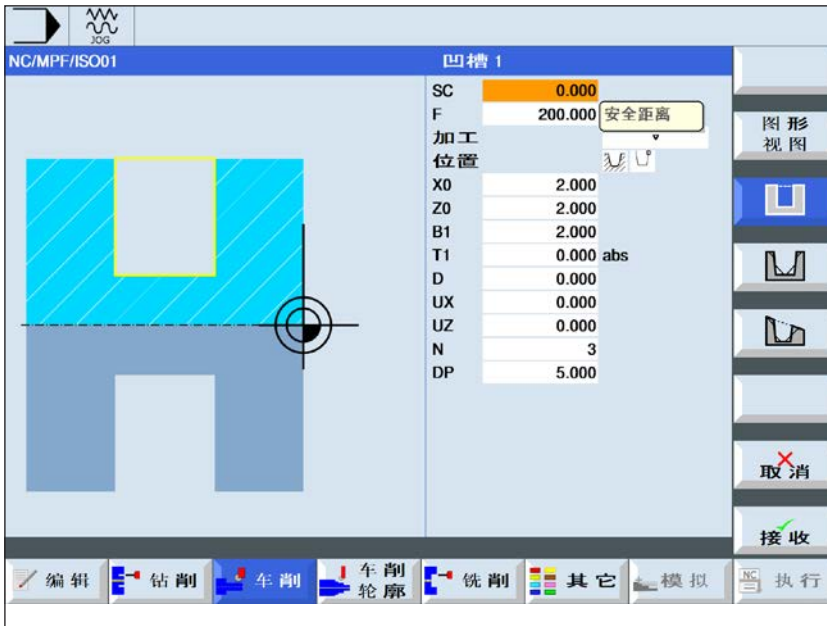 JOG
NC/MPF/ISO01
凹槽 1
SC 0.000
F 200.000
安全距离
加工
位置
X0 2.000
Z0 2.000
B1 2.000
T1 0.000 abs
D 0.000
UX 0.000
UZ 0.000
N 3
DP 5.000
图形
视图
取消
接收
编辑
钻削
车削
车削
轮廓
铣削
其它
模拟
NC
执行